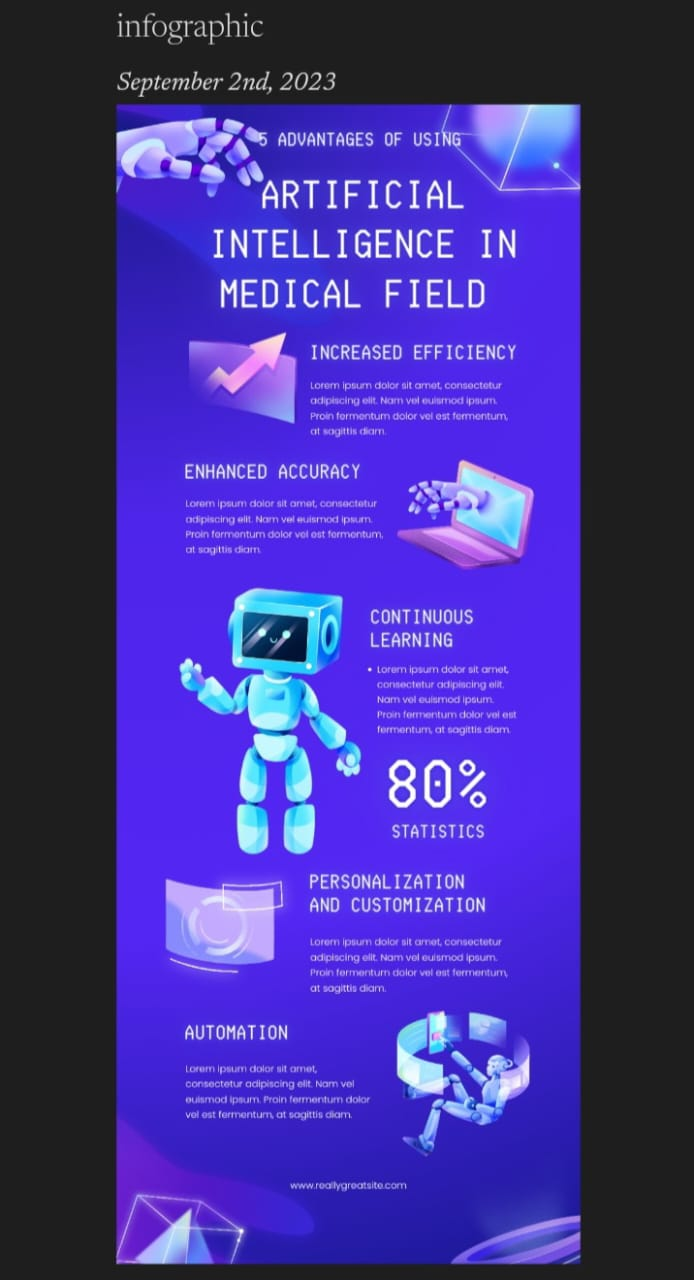 infographic
September 2nd, 2023
5 ADVANTAGES OF USING
ARTIFICIAL
INTELLIGENCE IN
MEDICAL FIELD
INCREASED EFFICIENCY
Lorem ipsum dolor sit amet, consectetur
adipiscing elit. Nam vel euismod ipsum.
Proin fermentum dolor vel est fermentum,
at sagittis diam.
ENHANCED ACCURACY
Lorem ipsum dolor sit amet, consectetur
adipiscing elit. Nam vel euismod ipsum.
Proin fermentum dolor vel est fermentum,
at sagittis diam.
CONTINUOUS
LEARNING
• Lorem ipsum dolor sit amet,
consectetur adipiscing elit.
Nam vel euismod ipsum.
Proin fermentum dolor vel est
fermentum, at sagittis diam.
80%
STATISTICS
PERSONALIZATION
AND CUSTOMIZATION
Lorem ipsum dolor sit amet, consectetur
adipiscing elit. Nam vel euismod ipsum.
Proin fermentum dolor vel est fermentum,
at sagittis diam.
AUTOMATION
Lorem ipsum dolor sit amet,
consectetur adipiscing elit. Nam vel
euismod ipsum. Proin fermentum dolor
vel est fermentum, at sagittis diam.
www.reallygreatsite.com